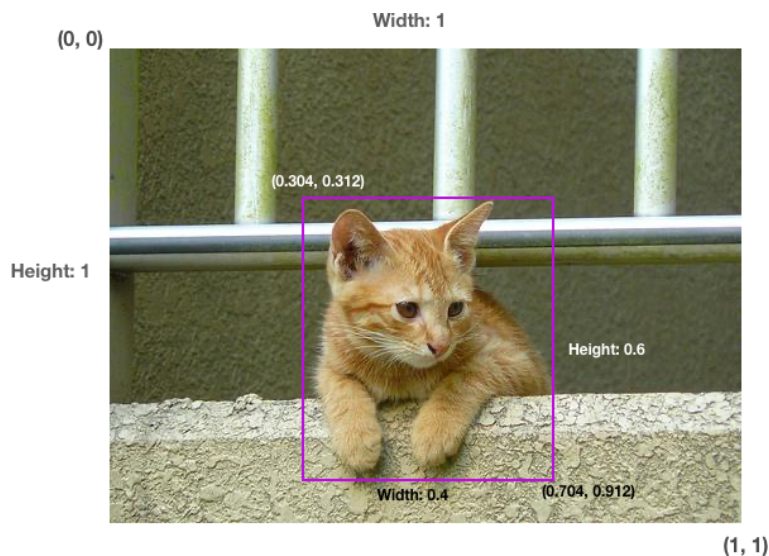 Width: 1
(0, 0)
(0.304, 0.312)
Height: 1
Height: 0.6
Width: 0.4
(0.704, 0.912)
(1, 1)